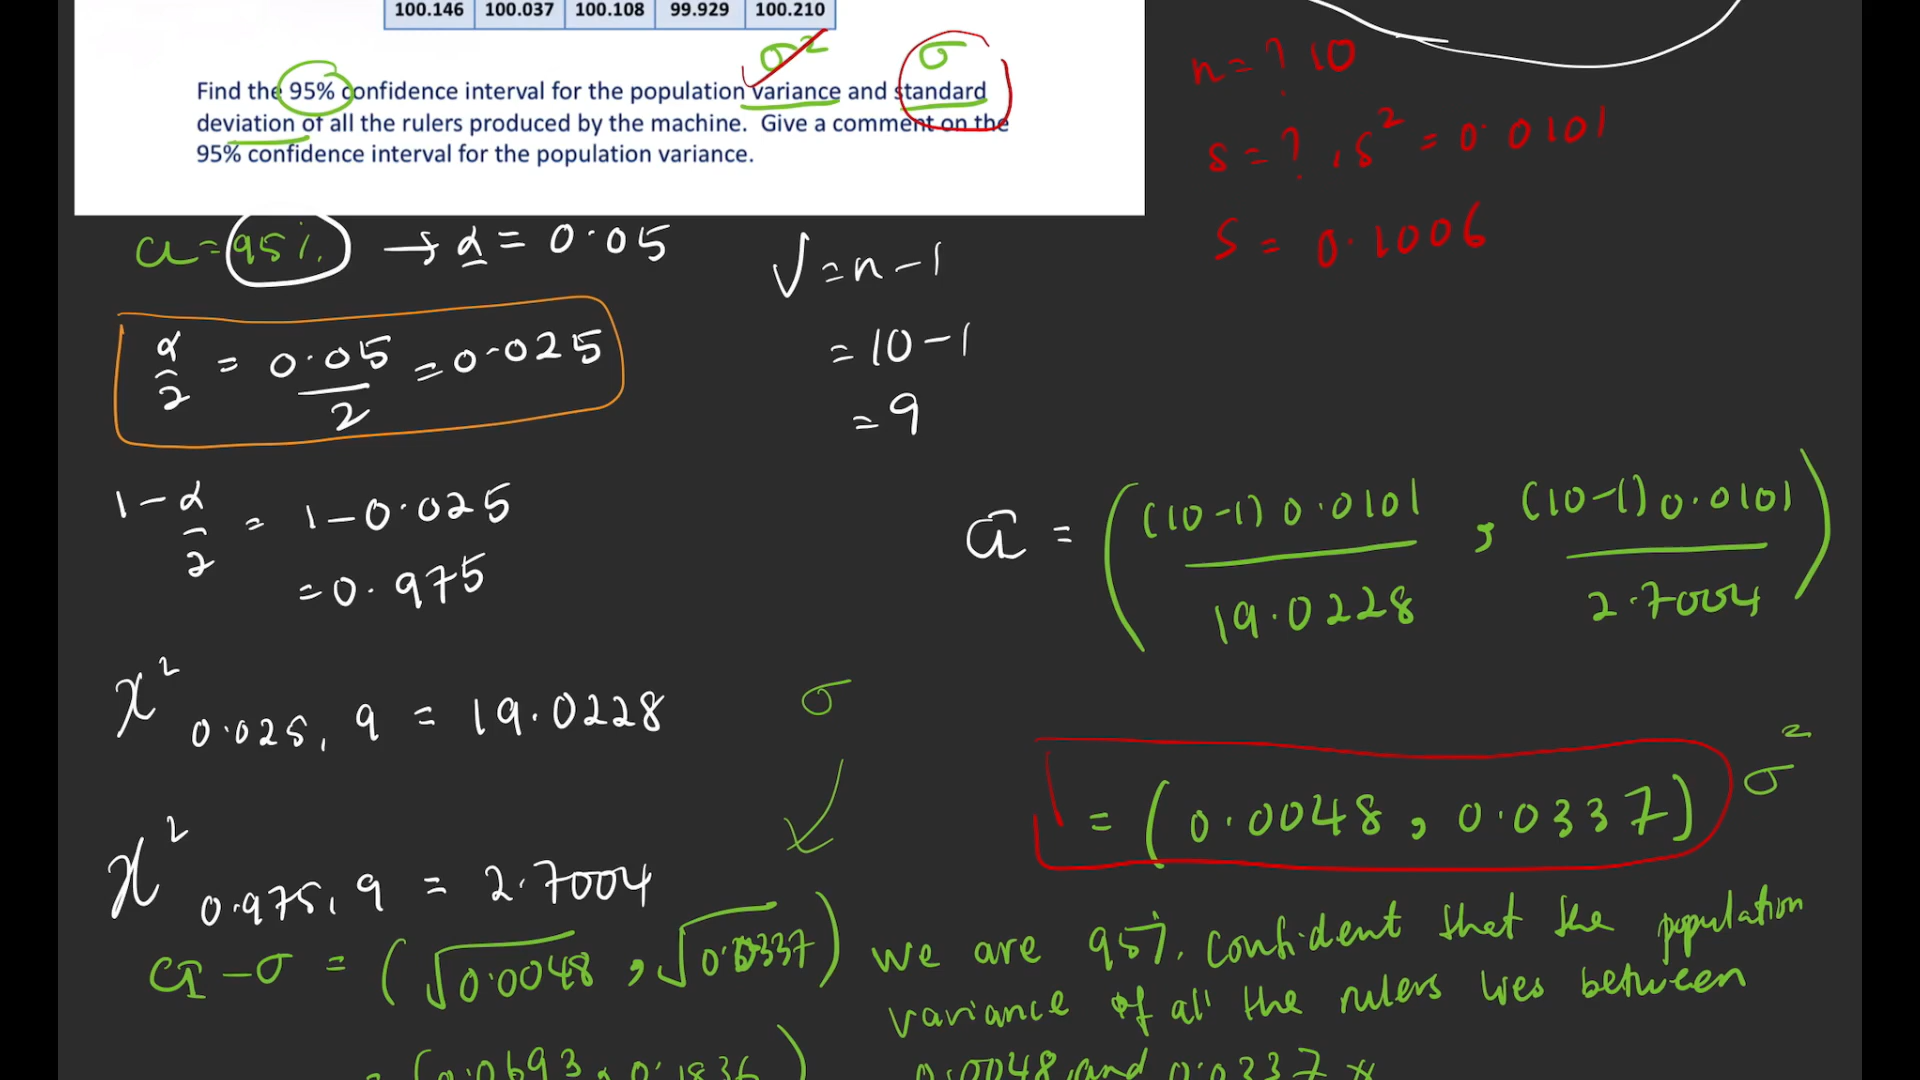 100.146 100.037 100.108 99.929 100.210
σ² σ
Find the 95% confidence interval for the population variance and standard
deviation of all the rulers produced by the machine. Give a comment on the
95% confidence interval for the population variance.
n = ? 10
s = ? , s² = 0.0101
S = 0.1006
CI = 95% → α = 0.05
α/2 = 0.05/2 = 0.025
1 - α/2 = 1 - 0.025
= 0.975
V = n - 1
= 10 - 1
= 9
χ² 0.025, 9 = 19.0228
χ² 0.975, 9 = 2.7004
σ
CI = ( (10-1) 0.0101 / 19.0228 , (10-1) 0.0101 / 2.7004 )
= (0.0048, 0.0337) σ²
CI - σ = (√0.0048, √0.0337)
= (0.0693, 0.1836)
we are 95% confident that the population
variance of all the rulers lies between
0.0048 and 0.0337